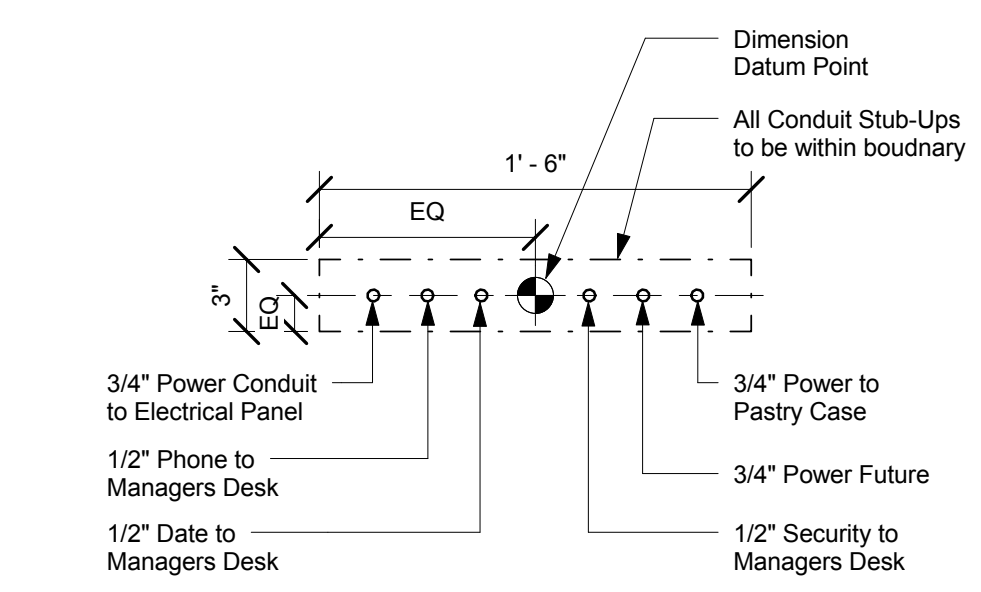 Dimension
Datum Point
All Conduit Stub-Ups
to be within boudnary
1' - 6"
EQ
3"
EQ
3/4" Power Conduit
to Electrical Panel
1/2" Phone to
Managers Desk
1/2" Date to
Managers Desk
3/4" Power to
Pastry Case
3/4" Power Future
1/2" Security to
Managers Desk